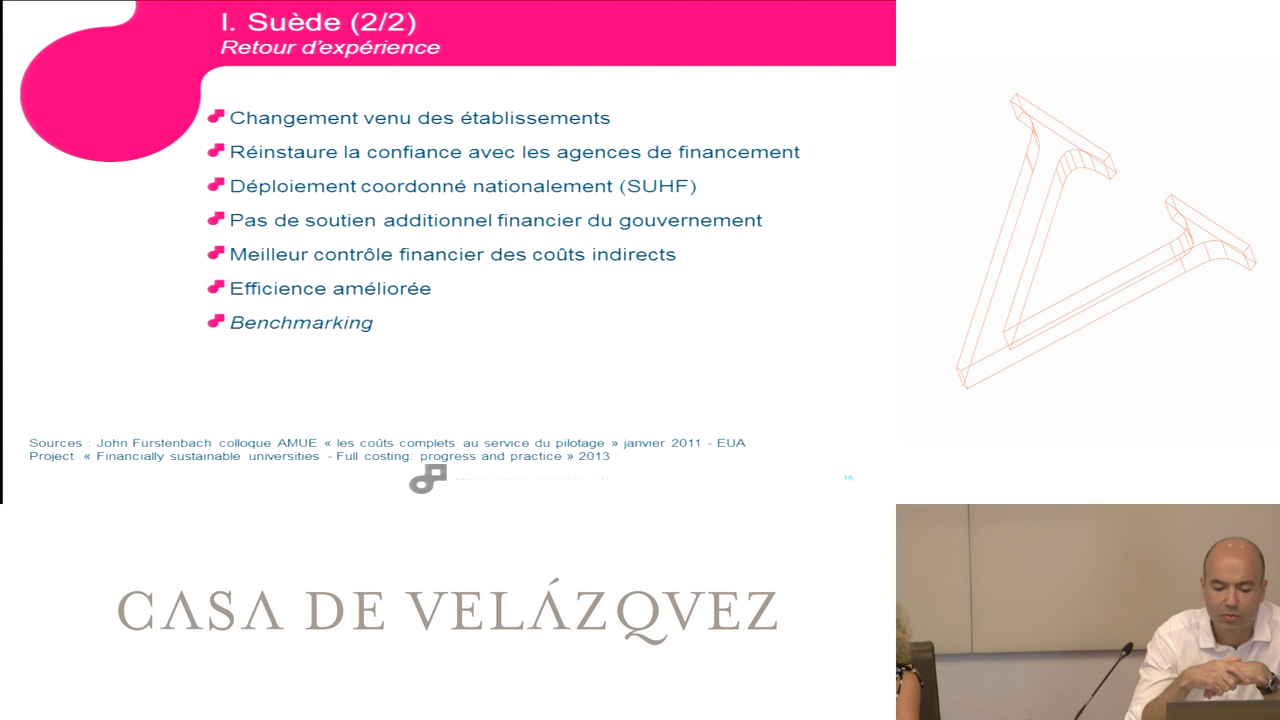 I. Suède (2/2)
Retour d'expérience
Changement venu des établissements
Réinstaure la confiance avec les agences de financement
Déploiement coordonné nationalement (SUHF)
Pas de soutien additionnel financier du gouvernement
Meilleur contrôle financier des coûts indirects
Efficience améliorée
Benchmarking
Sources : John Fürstenbach colloque AMUE « les coûts complets au service du pilotage » janvier 2011 - EUA
Project « Financially sustainable universities - Full costing: progress and practice » 2013
16
CASA DE VELÁZQVEZ